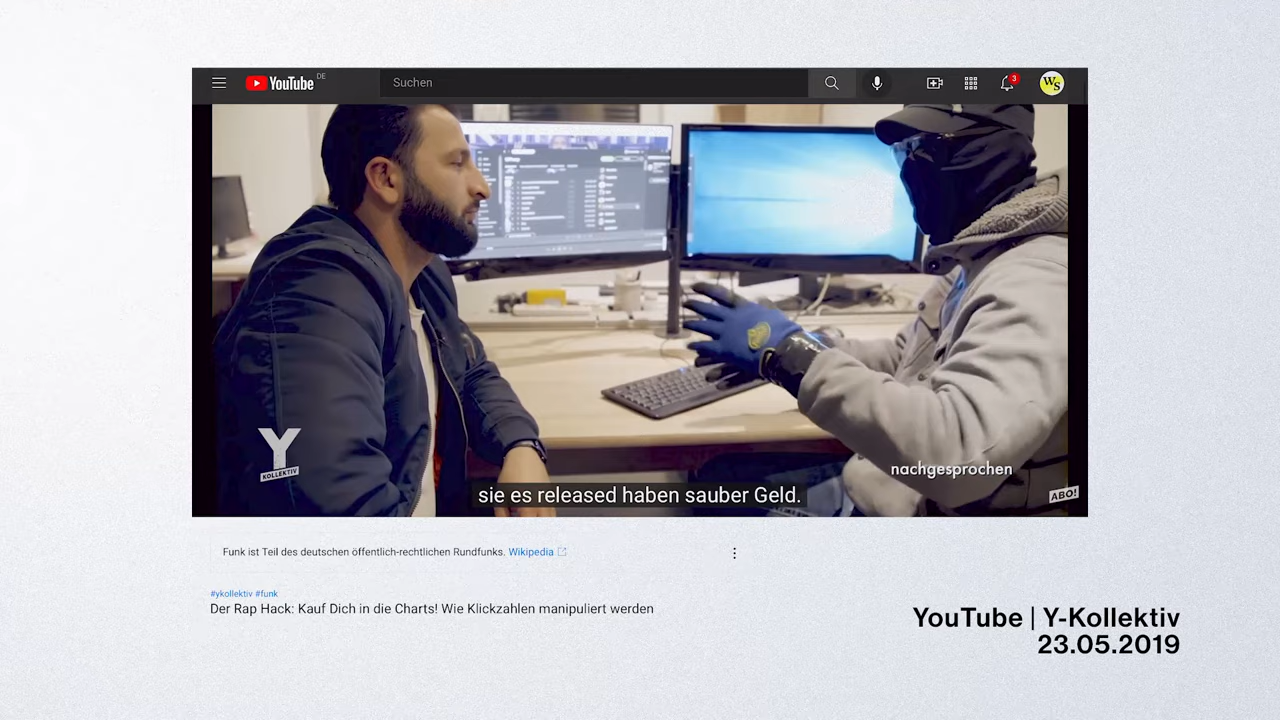 YouTube DE
Suchen
3
WS
Y
KOLLEKTIV
nachgesprochen
sie es released haben sauber Geld.
ABO!
Funk ist Teil des deutschen öffentlich-rechtlichen Rundfunks. Wikipedia
#ykollektiv #funk
Der Rap Hack: Kauf Dich in die Charts! Wie Klickzahlen manipuliert werden
YouTube | Y-Kollektiv
23.05.2019